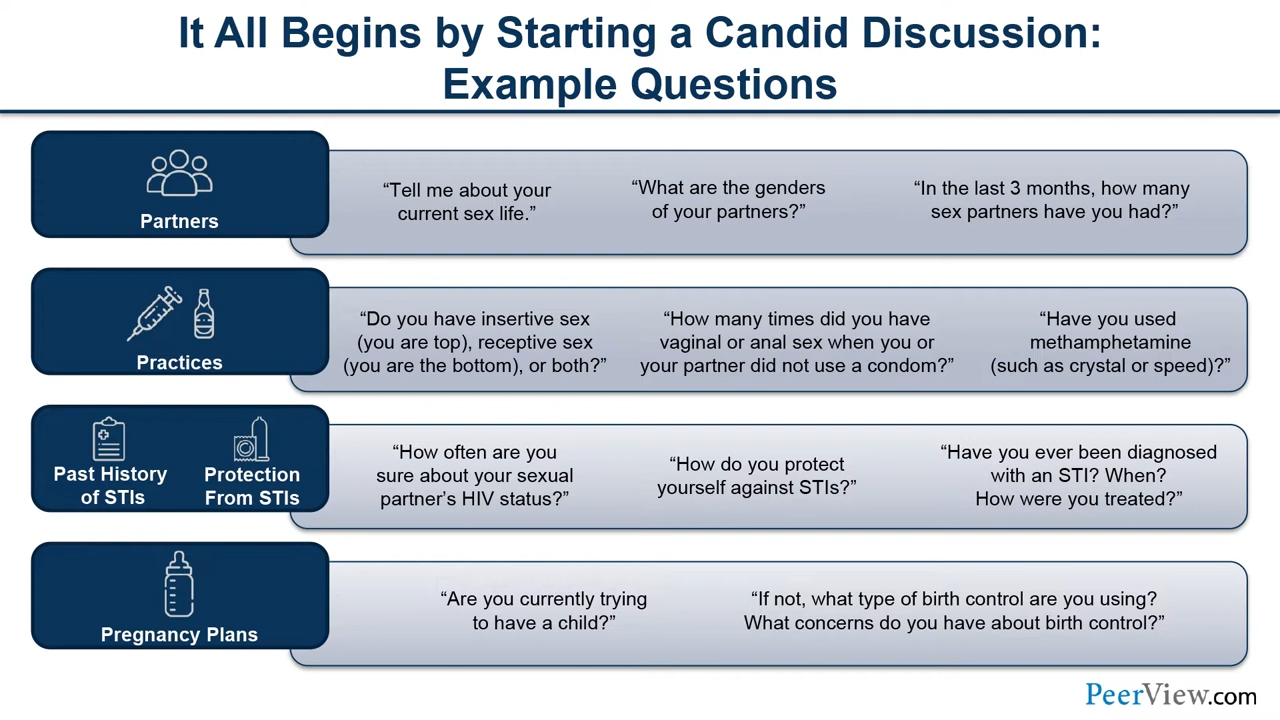 It All Begins by Starting a Candid Discussion:
Example Questions
Partners
“Tell me about your
current sex life.”
“What are the genders
of your partners?”
“In the last 3 months, how many
sex partners have you had?”
Practices
“Do you have insertive sex
(you are top), receptive sex
(you are the bottom), or both?”
“How many times did you have
vaginal or anal sex when you or
your partner did not use a condom?”
“Have you used
methamphetamine
(such as crystal or speed)?”
Past History
of STIs
Protection
From STIs
“How often are you
sure about your sexual
partner’s HIV status?”
“How do you protect
yourself against STIs?”
“Have you ever been diagnosed
with an STI? When?
How were you treated?”
Pregnancy Plans
“Are you currently trying
to have a child?”
“If not, what type of birth control are you using?
What concerns do you have about birth control?”
PeerView.com